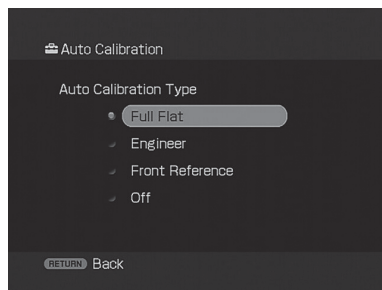 Auto Calibration
Auto Calibration Type
Full Flat
Engineer
Front Reference
Off
RETURN Back